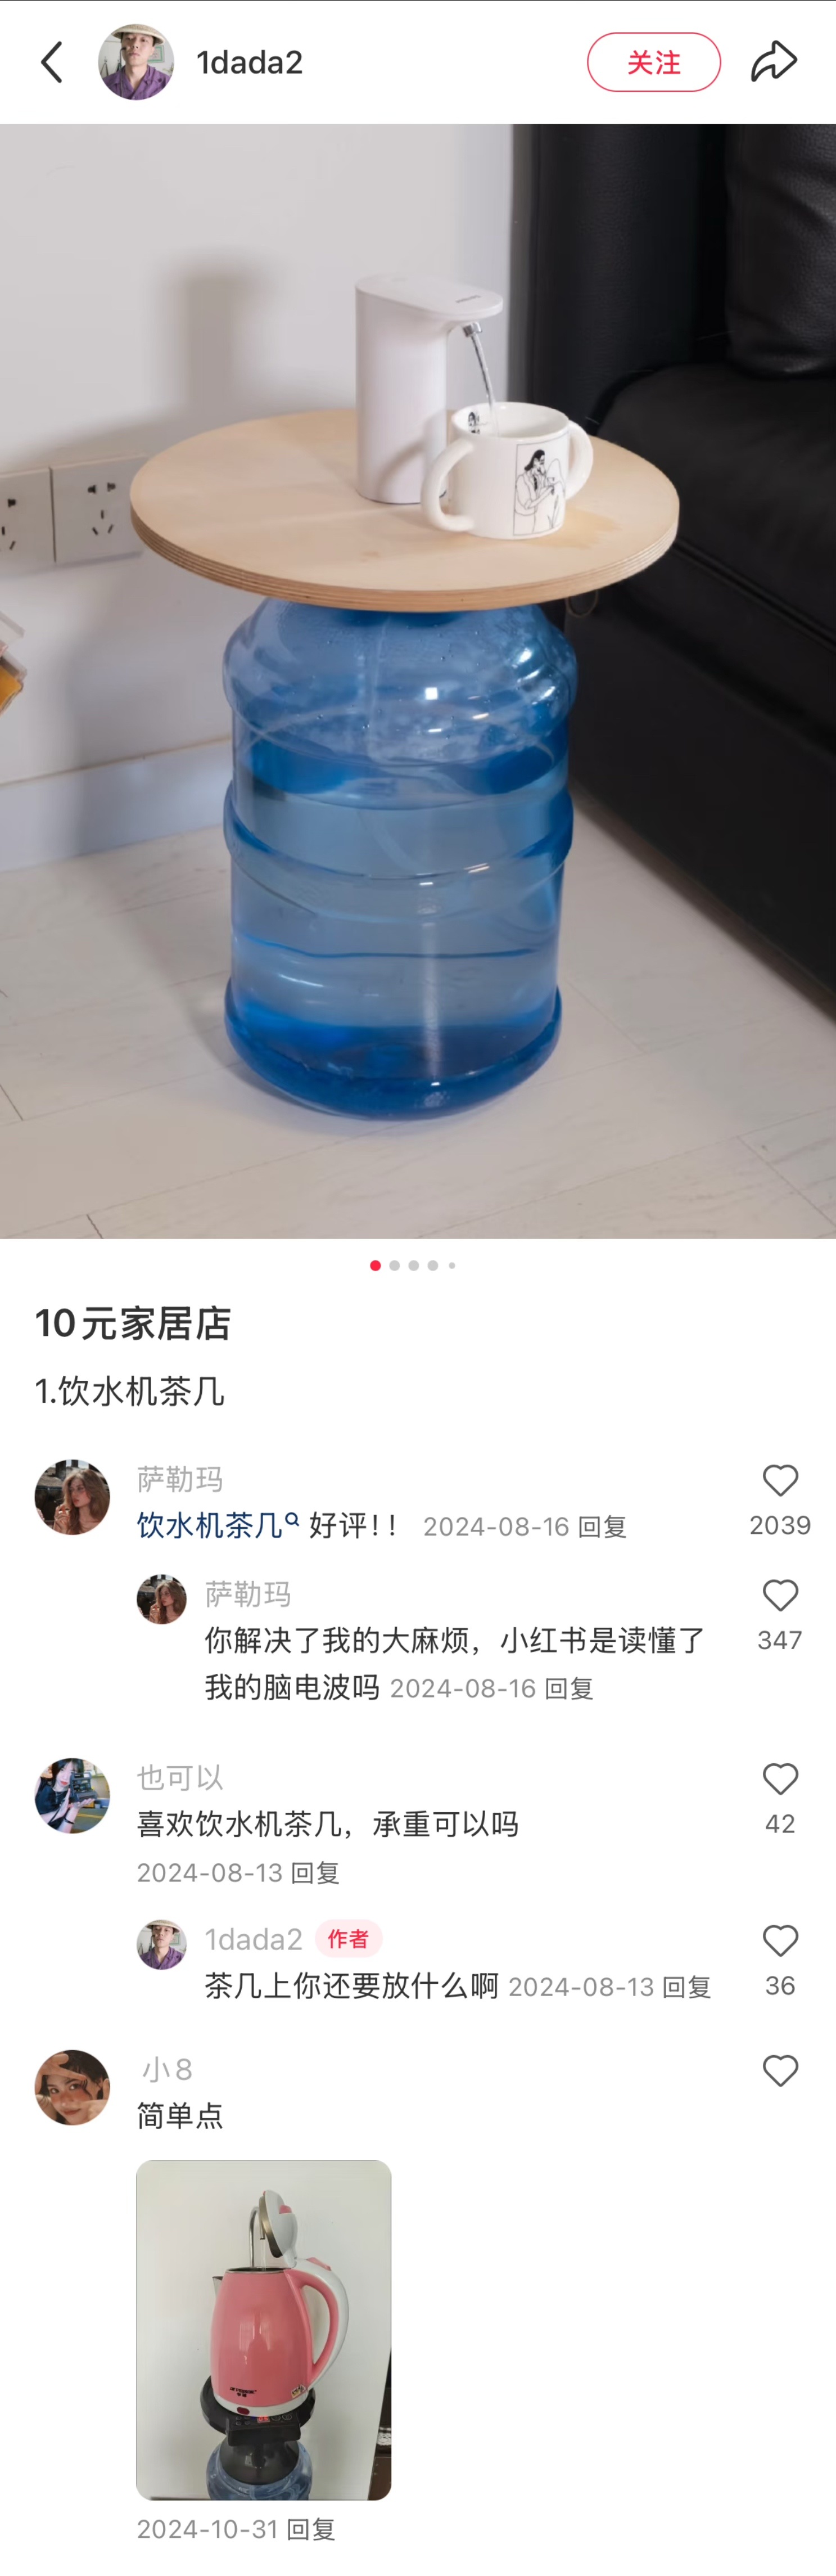 1dada2
关注
10元家居店
1.饮水机茶几
萨勒玛
饮水机茶几 好评!! 2024-08-16 回复
2039
萨勒玛
你解决了我的大麻烦，小红书是读懂了
我的脑电波吗 2024-08-16 回复
347
也可以
喜欢饮水机茶几，承重可以吗
42
2024-08-13 回复
1dada2 作者
茶几上你还要放什么啊 2024-08-13 回复
36
小8
简单点
2024-10-31 回复